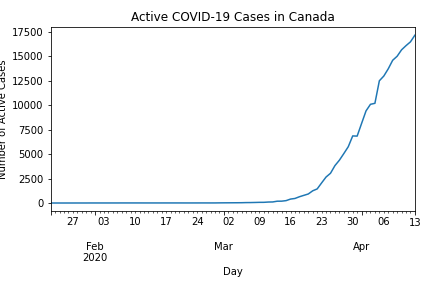 Active COVID-19 Cases in Canada
Number of Active Cases
17500
15000
12500
10000
7500
5000
2500
0
27 03 10 17 24 02 09 16 23 30 06 13
Feb Mar Apr
2020
Day